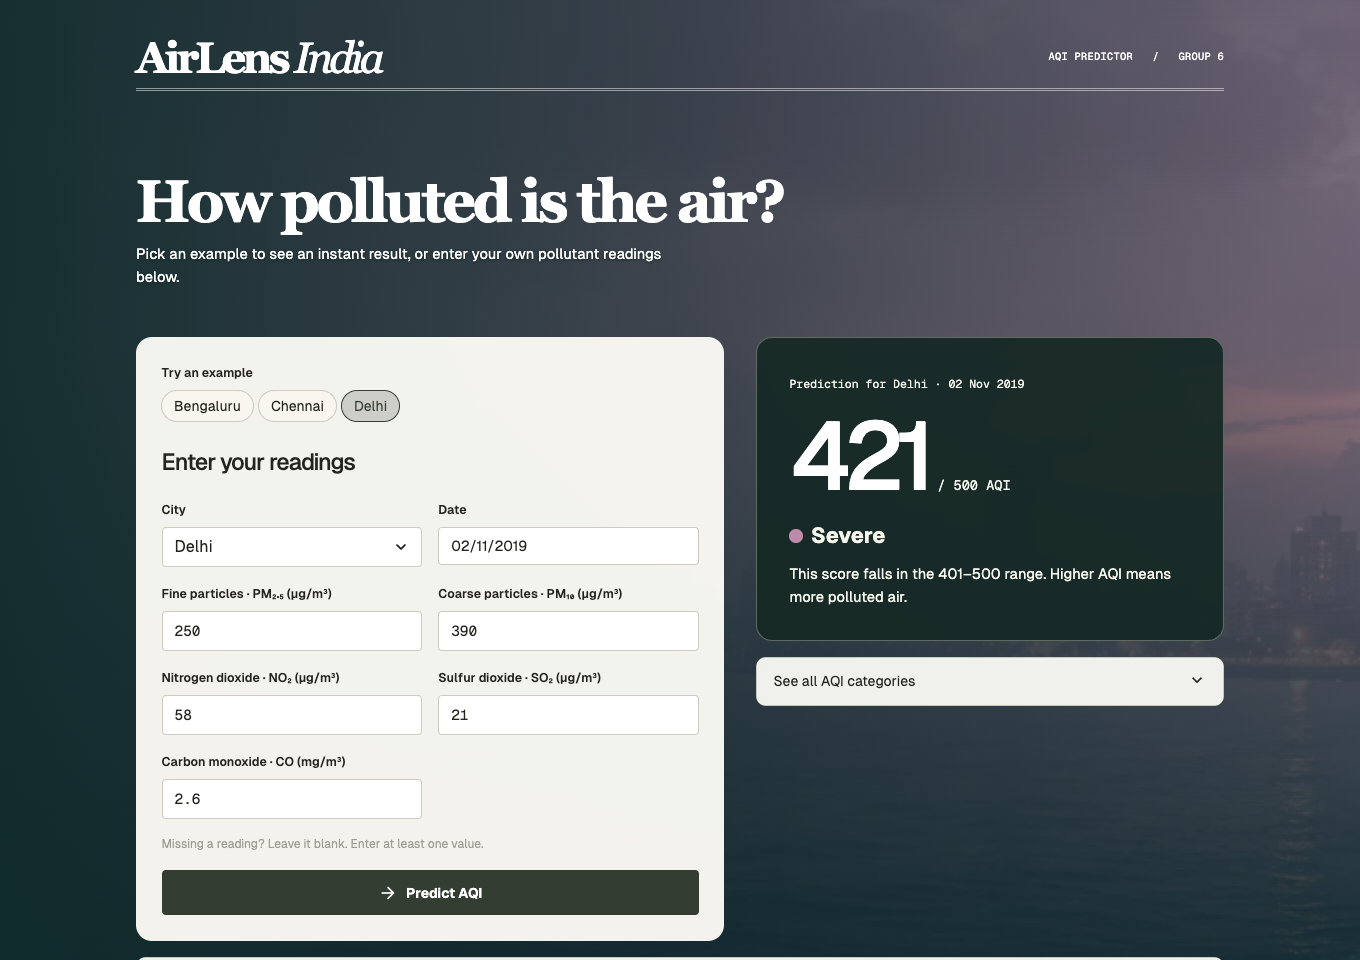 AirLens India
AQI PREDICTOR / GROUP 6
How polluted is the air?
Pick an example to see an instant result, or enter your own pollutant readings
below.
Try an example
Bengaluru Chennai Delhi
Enter your readings
City
Delhi
Date
02/11/2019
Fine particles · PM₂.₅ (µg/m³)
250
Coarse particles · PM₁₀ (µg/m³)
390
Nitrogen dioxide · NO₂ (µg/m³)
58
Sulfur dioxide · SO₂ (µg/m³)
21
Carbon monoxide · CO (mg/m³)
2.6
Missing a reading? Leave it blank. Enter at least one value.
→ Predict AQI
Prediction for Delhi · 02 Nov 2019
421 / 500 AQI
Severe
This score falls in the 401–500 range. Higher AQI means
more polluted air.
See all AQI categories